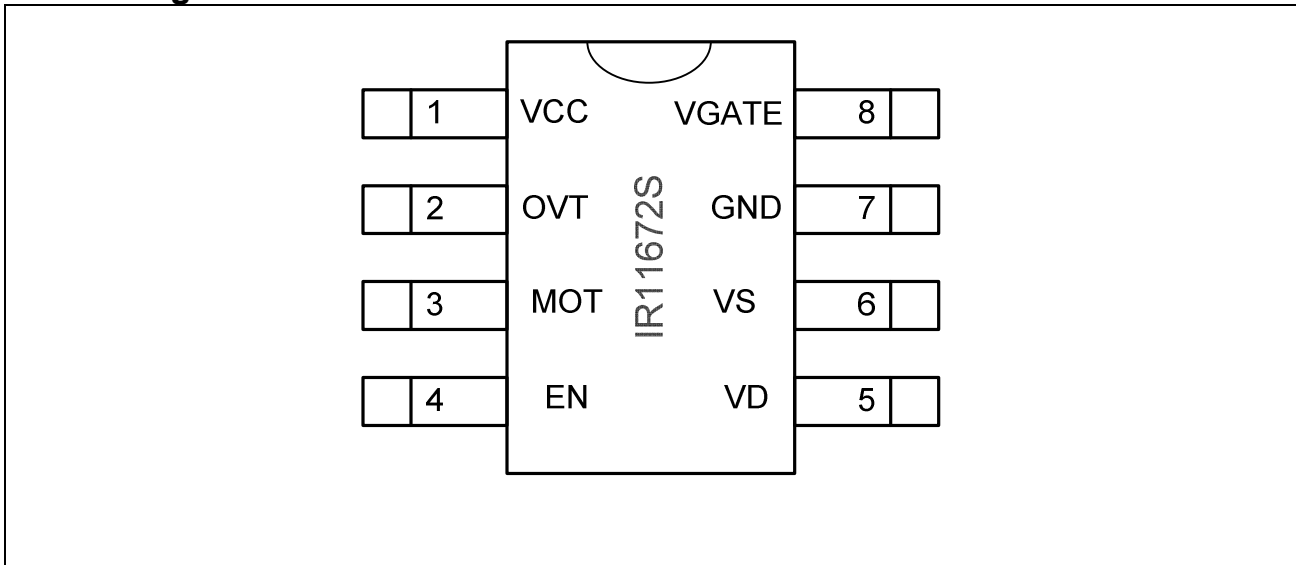 1 VCC VGATE 8
2 OVT GND 7
3 MOT VS 6
4 EN VD 5
IR11672S